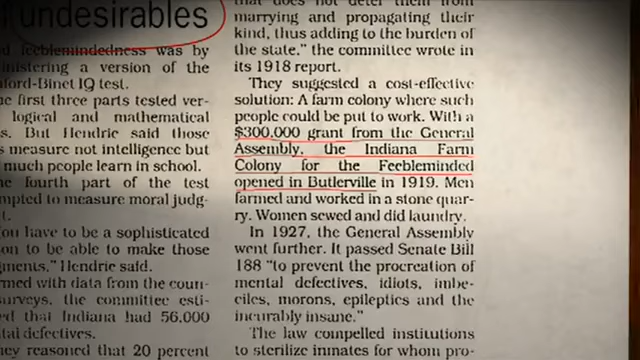 undesirables
feeblemindedness was by
a version of the
IQ test.
first three parts tested ver-
logical and mathematical
But Hendrie said those
measure not intelligence but
much people learn in school.
fourth part of the test
to measure moral judg-
have to be a sophisticated
to be able to make those
Hendrie said.
with data from the coun-
surveys, the committee esti-
that Indiana had 56,000
defectives.
reasoned that 20 percent
that does not deter them from
marrying and propagating their
kind, thus adding to the burden of
the state," the committee wrote in
its 1918 report.
They suggested a cost-effective
solution: A farm colony where such
people could be put to work. With a
$300,000 grant from the General
Assembly, the Indiana Farm
Colony for the Feebleminded
opened in Butlerville in 1919. Men
farmed and worked in a stone quar-
ry. Women sewed and did laundry.
In 1927, the General Assembly
went further. It passed Senate Bill
188 "to prevent the procreation of
mental defectives, idiots, imbe-
ciles, morons, epileptics and the
incurably insane."
The law compelled institutions
to sterilize inmates for whom pro-